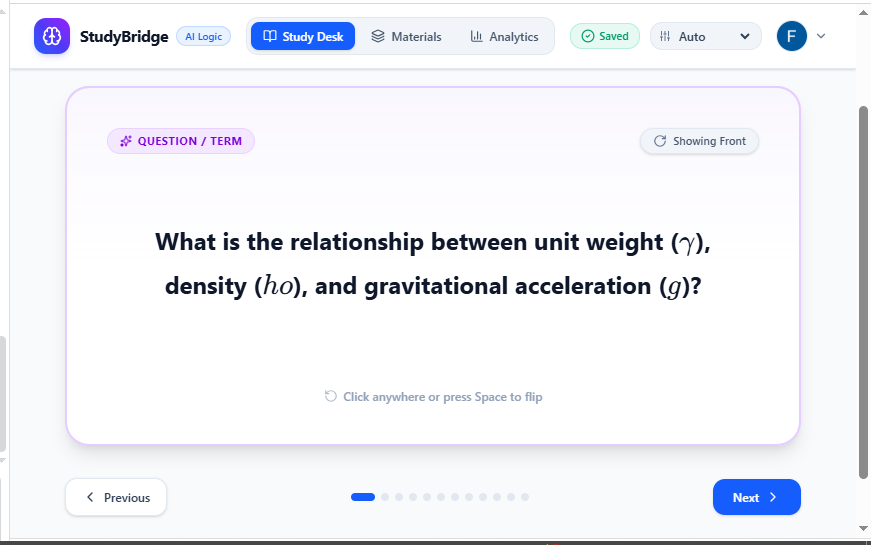 StudyBridge AI Logic Study Desk Materials Analytics Saved Auto F
QUESTION / TERM Showing Front
What is the relationship between unit weight (γ),
density (ho), and gravitational acceleration (g)?
Click anywhere or press Space to flip
Previous Next